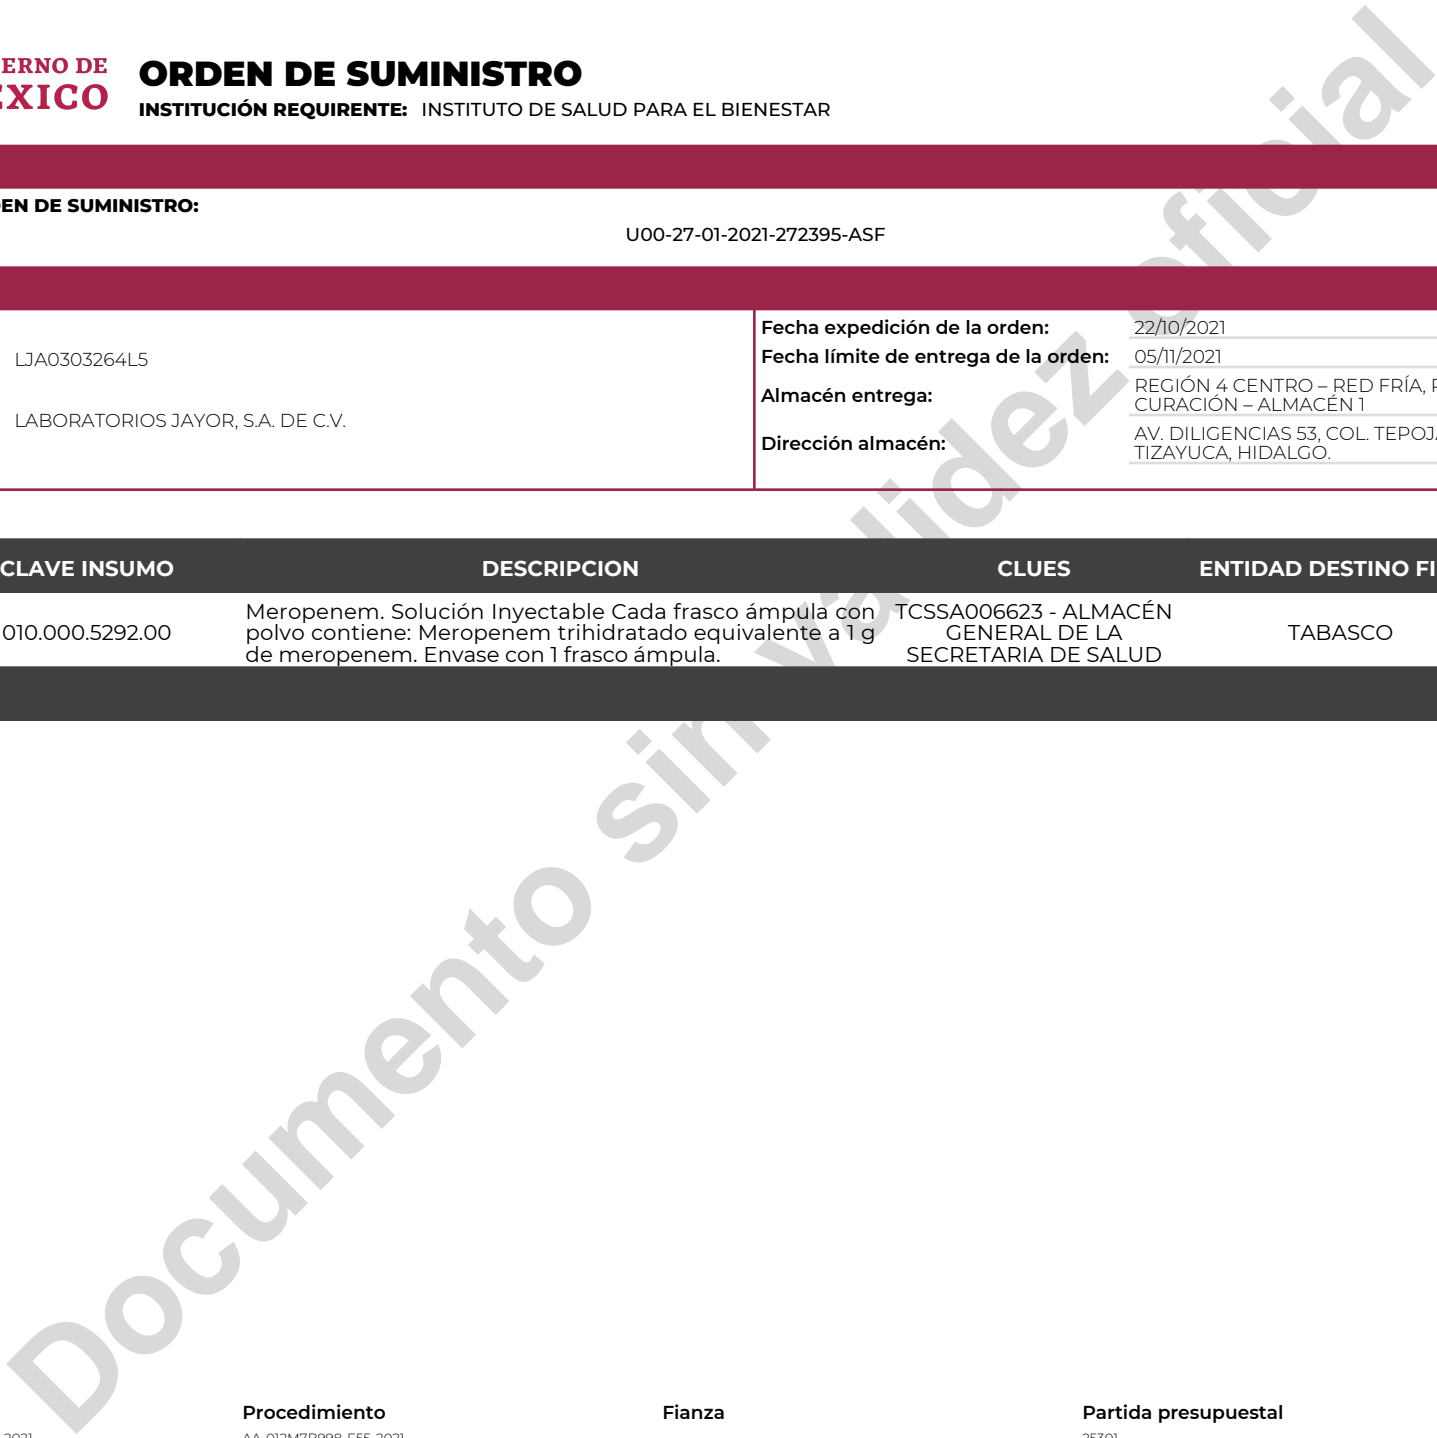 ERNO DE
ÉXICO
ORDEN DE SUMINISTRO
INSTITUCIÓN REQUIRENTE: INSTITUTO DE SALUD PARA EL BIENESTAR
EN DE SUMINISTRO:
U00-27-01-2021-272395-ASF
LJA0303264L5
LABORATORIOS JAYOR, S.A. DE C.V.
Fecha expedición de la orden: 22/10/2021
Fecha límite de entrega de la orden: 05/11/2021
Almacén entrega: REGIÓN 4 CENTRO – RED FRÍA,
CURACIÓN – ALMACÉN 1
Dirección almacén: AV. DILIGENCIAS 53, COL. TEPOJ
TIZAYUCA, HIDALGO.
CLAVE INSUMO DESCRIPCION CLUES ENTIDAD DESTINO FI
010.000.5292.00
Meropenem. Solución Inyectable Cada frasco ámpula con
polvo contiene: Meropenem trihidratado equivalente a 1 g
de meropenem. Envase con 1 frasco ámpula.
TCSSA006623 - ALMACÉN
GENERAL DE LA
SECRETARIA DE SALUD
TABASCO
Documento sin validez oficial
Procedimiento Fianza Partida presupuestal